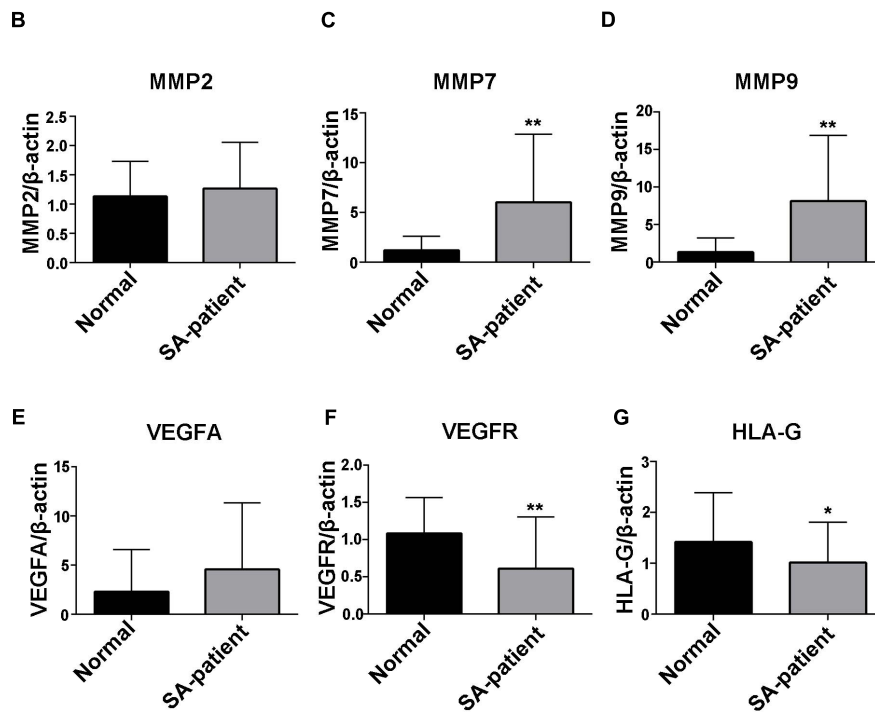 B
MMP2
MMP2/β-actin
2.5
2.0
1.5
1.0
0.5
0.0
Normal
SA-patient
C
MMP7
MMP7/β-actin
15
10
5
0
**
Normal
SA-patient
D
MMP9
MMP9/β-actin
20
15
10
5
0
**
Normal
SA-patient
E
VEGFA
VEGFA/β-actin
15
10
5
0
Normal
SA-patient
F
VEGFR
VEGFR/β-actin
2.0
1.5
1.0
0.5
0.0
**
Normal
SA-patient
G
HLA-G
HLA-G/β-actin
3
2
1
0
*
Normal
SA-patient